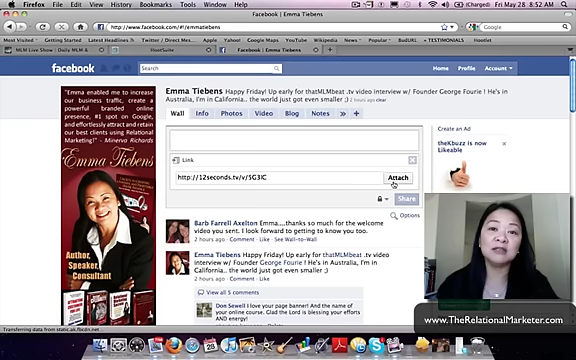 Firefox File Edit View History Bookmarks Tools Window Help
(Charged) Fri May 28 8:52 AM
Facebook | Emma Tiebens
http://www.facebook.com/#!/emmatiebens
Google
Most Visited Getting Started Latest Headlines Apple Yahoo! Google Maps YouTube Wikipedia News Popular BudURL •TESTIMONIALS
MLM Live Show | Daily MLM & HootSuite Facebook | Emma Tiebens
facebook Search Home Profile Account
"Emma enabled me to
increase our business
traffic, create a
powerful branded online
presence, #1 spot on
Google, and effortlessly
attract and retain
our best clients using
Relational Marketing!" - Minerva Richards
Emma Tiebens
Author,
Speaker,
Consultant
Emma Tiebens Happy Friday! Up early for thatMLMbeat .tv video interview w/ Founder George Fourie ! He's in
Australia, I'm in California.. the world just got even smaller ;) 2 hours ago clear
Wall Info Photos Video Blog Notes » +
Link
http://12seconds.tv/v/5G3IC Attach
Share
Options
Create an Ad
theKbuzz is now
Likeable
Barb Farrell Axelton Emma....thanks so much for the welcome
video you sent. I look forward to getting to know you too.
2 hours ago · Comment · Like · See Wall-to-Wall
Emma Tiebens Happy Friday! Up early for thatMLMbeat .tv
video interview w/ Founder George Fourie ! He's in Australia, I'm in
California.. the world just got even smaller ;)
2 hours ago · Comment · Like
View all 5 comments
Don Sewell I love your page banner! And the name of
your online course. Glad the Lord is blessing your efforts
AND energy!
www.TheRelationalMarketer.com
Transferring data from static.ak.fbcdn.net...